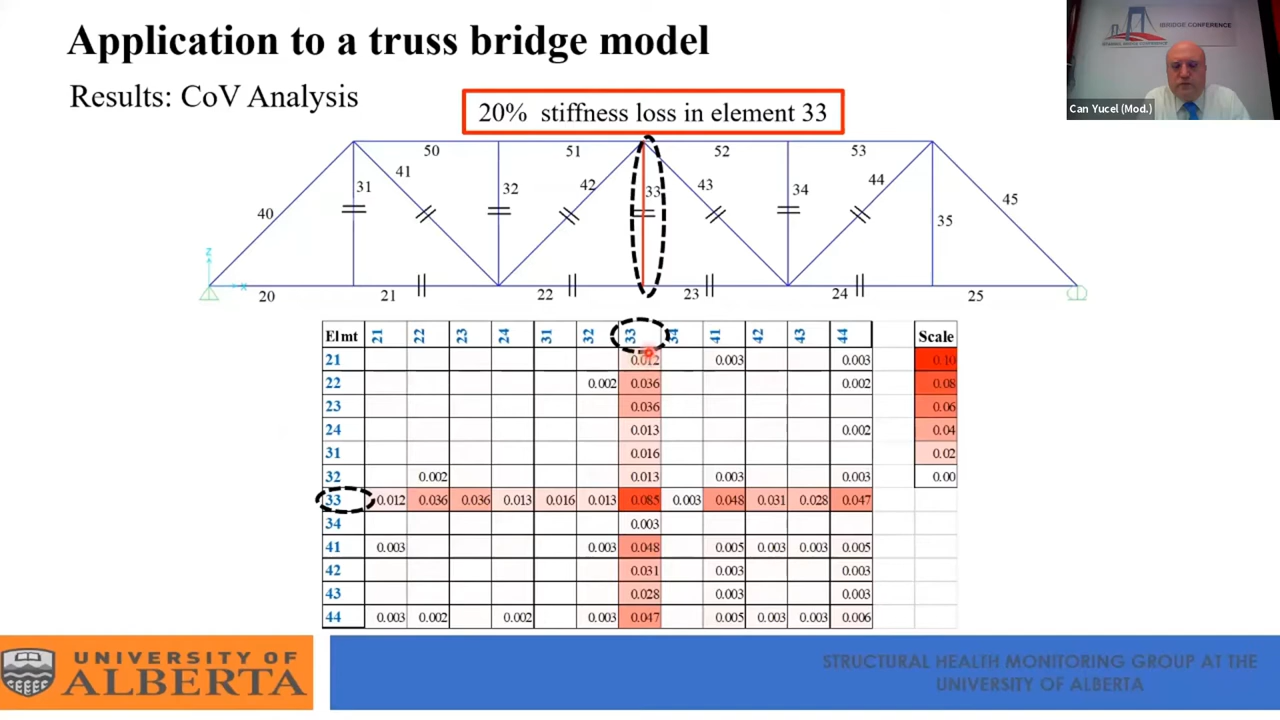 Application to a truss bridge model
Results: CoV Analysis
20% stiffness loss in element 33
IBRIDGE CONFERENCE
ISTANBUL BRIDGE CONFERENCE
Can Yucel (Mod.)
50 51 52 53
41 42 43 44
40 31 32 33 34 35 45
z
x
20 21 22 23 24 25
Elmt 21 22 23 24 31 32 33 34 41 42 43 44 Scale
21 0.012 0.003 0.003 0.10
22 0.002 0.036 0.002 0.08
23 0.036 0.06
24 0.013 0.002 0.04
31 0.016 0.02
32 0.002 0.013 0.003 0.003 0.00
33 0.012 0.036 0.036 0.013 0.016 0.013 0.085 0.003 0.048 0.031 0.028 0.047
34 0.003
41 0.003 0.003 0.048 0.005 0.003 0.003 0.005
42 0.031 0.003 0.003
43 0.028 0.003 0.003
44 0.003 0.002 0.002 0.003 0.047 0.005 0.003 0.003 0.006
UNIVERSITY OF
ALBERTA
STRUCTURAL HEALTH MONITORING GROUP AT THE
UNIVERSITY OF ALBERTA